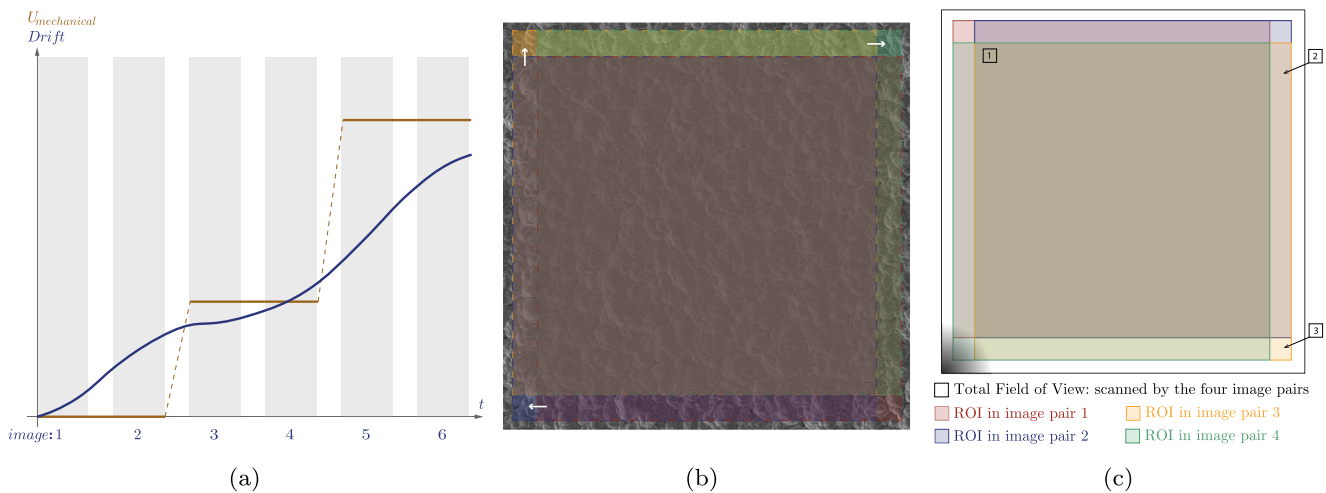 U_mechanical
Drift
t
image:1 2 3 4 5 6
(a)
(b)
1
2
3
Total Field of View: scanned by the four image pairs
ROI in image pair 1 ROI in image pair 3
ROI in image pair 2 ROI in image pair 4
(c)